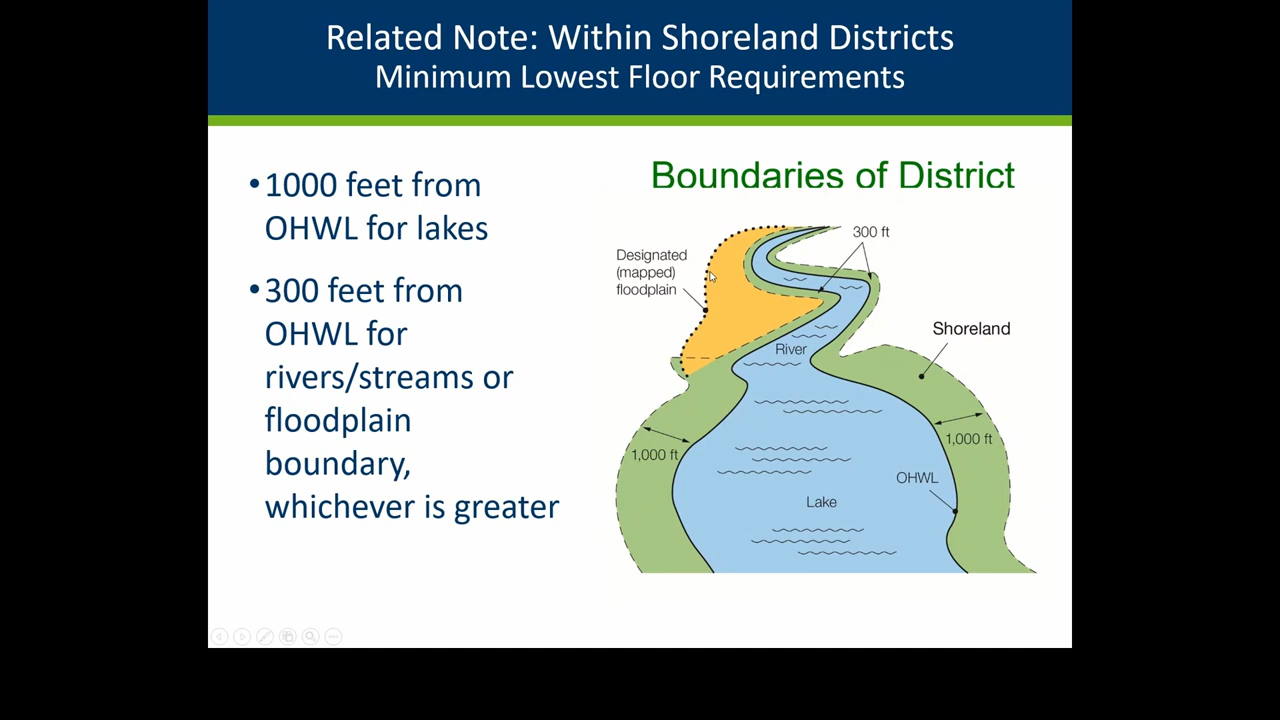 Related Note: Within Shoreland Districts
Minimum Lowest Floor Requirements
•1000 feet from
OHWL for lakes
•300 feet from
OHWL for
rivers/streams or
floodplain
boundary,
whichever is greater
Boundaries of District
300 ft
Designated
(mapped)
floodplain
Shoreland
River
1,000 ft
1,000 ft
OHWL
Lake